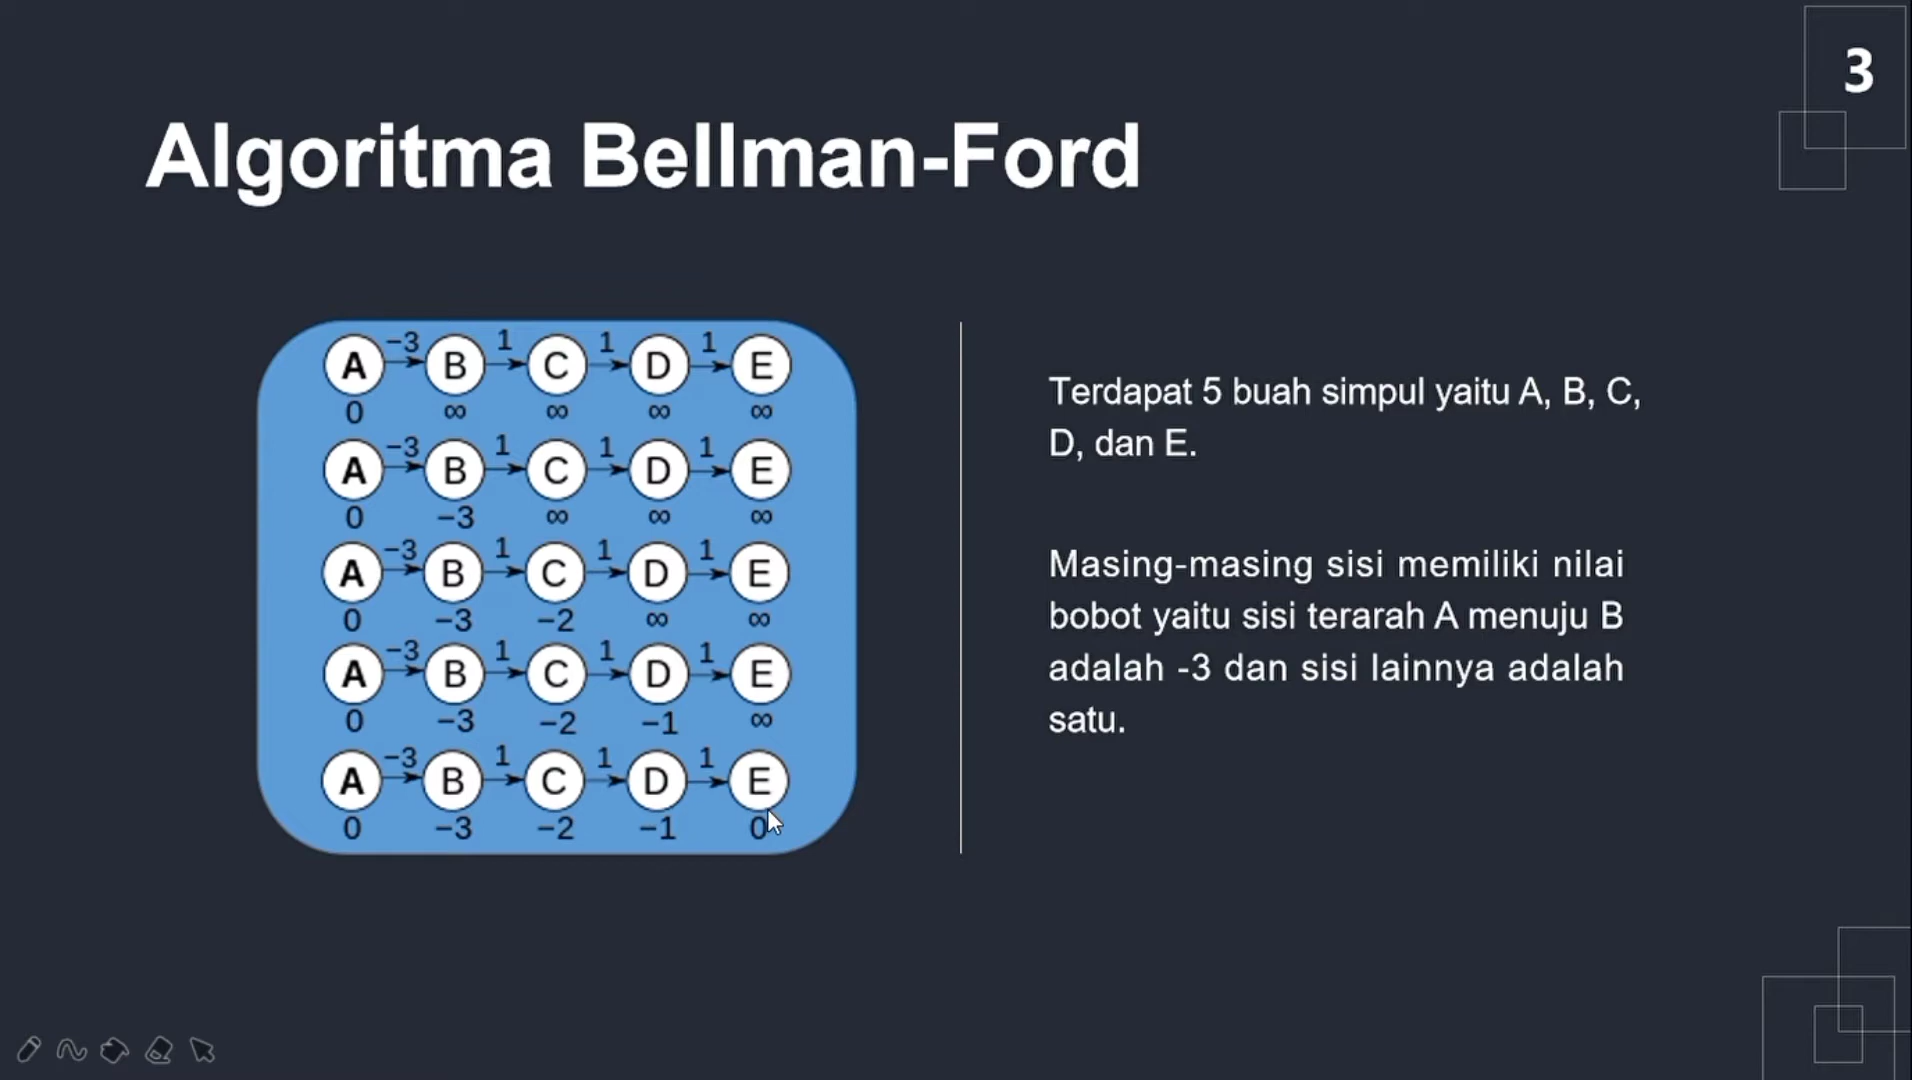 3
Algoritma Bellman-Ford
−3 1 1 1
A B C D E
0 ∞ ∞ ∞ ∞
−3 1 1 1
A B C D E
0 −3 ∞ ∞ ∞
−3 1 1 1
A B C D E
0 −3 −2 ∞ ∞
−3 1 1 1
A B C D E
0 −3 −2 −1 ∞
−3 1 1 1
A B C D E
0 −3 −2 −1 0
Terdapat 5 buah simpul yaitu A, B, C,
D, dan E.
Masing-masing sisi memiliki nilai
bobot yaitu sisi terarah A menuju B
adalah -3 dan sisi lainnya adalah
satu.